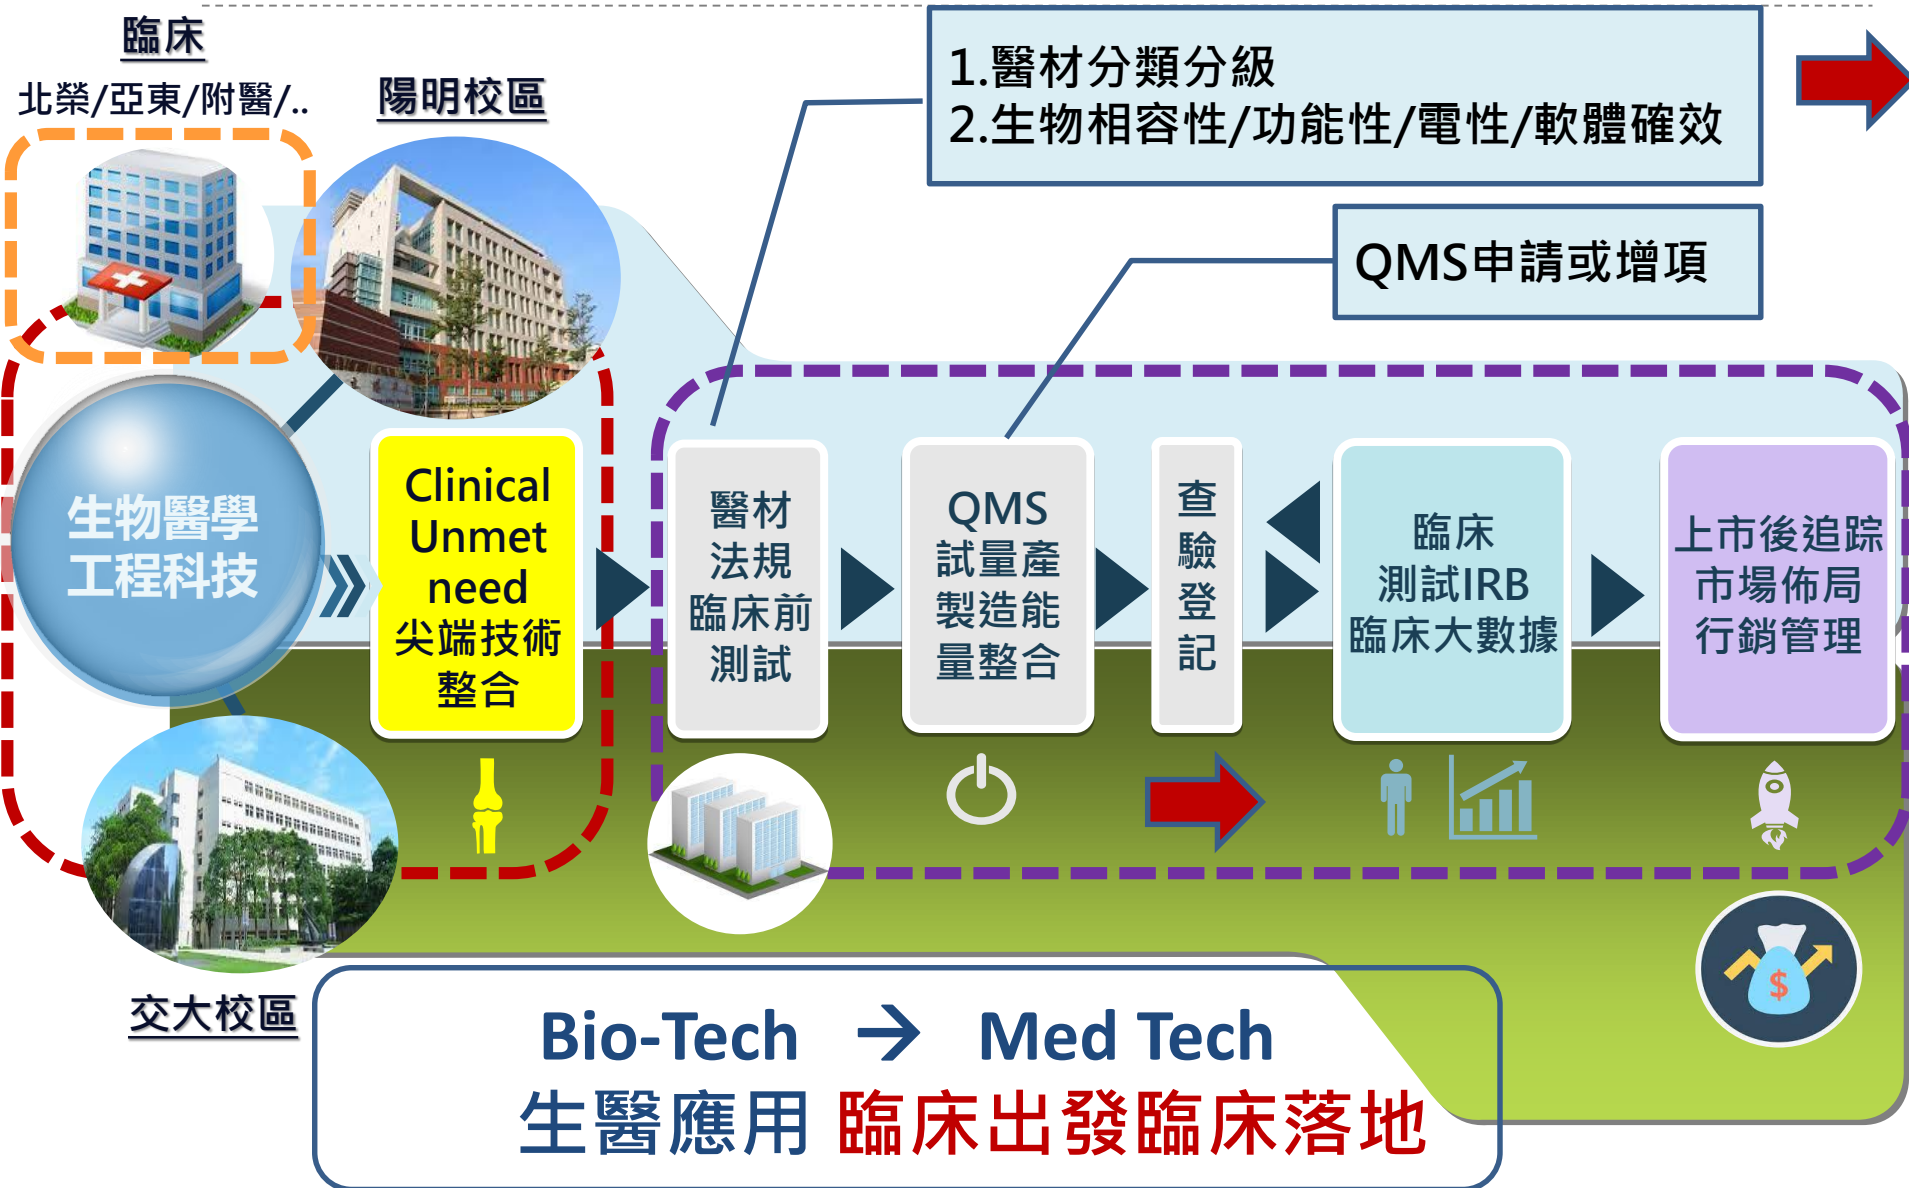 臨床
北榮/亞東/附醫/..
陽明校區
1.醫材分類分級
2.生物相容性/功能性/電性/軟體確效
QMS申請或增項
生物醫學
工程科技
Clinical
Unmet
need
尖端技術
整合
醫材
法規
臨床前
測試
QMS
試量產
製造能
量整合
查
驗
登
記
臨床
測試IRB
臨床大數據
上市後追踪
市場佈局
行銷管理
$
交大校區
Bio-Tech → Med Tech
生醫應用 臨床出發臨床落地